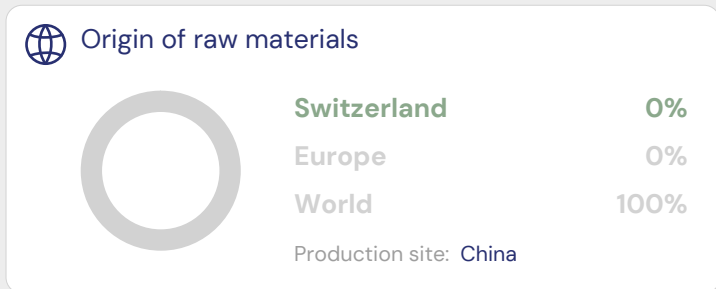 Origin of raw materials
Switzerland 0%
Europe 0%
World 100%
Production site: China